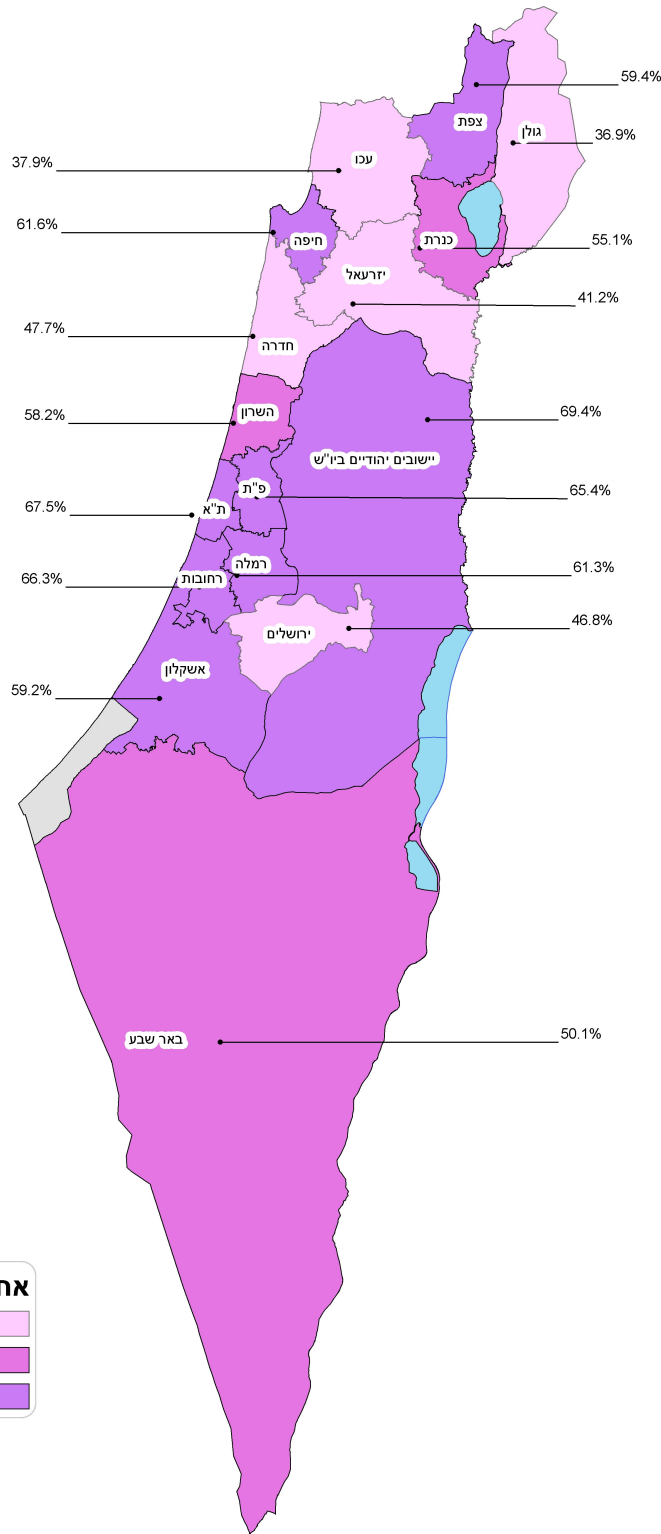 59.4%
צפת
גולן
36.9%
עכו
37.9%
61.6%
חיפה
כנרת
55.1%
יזרעאל
41.2%
47.7%
חדרה
השרון
58.2%
69.4%
יישובים יהודיים ביו"ש
פ"ת
65.4%
67.5%
ת"א
רמלה
61.3%
66.3%
רחובות
46.8%
ירושלים
אשקלון
59.2%
50.1%
באר שבע